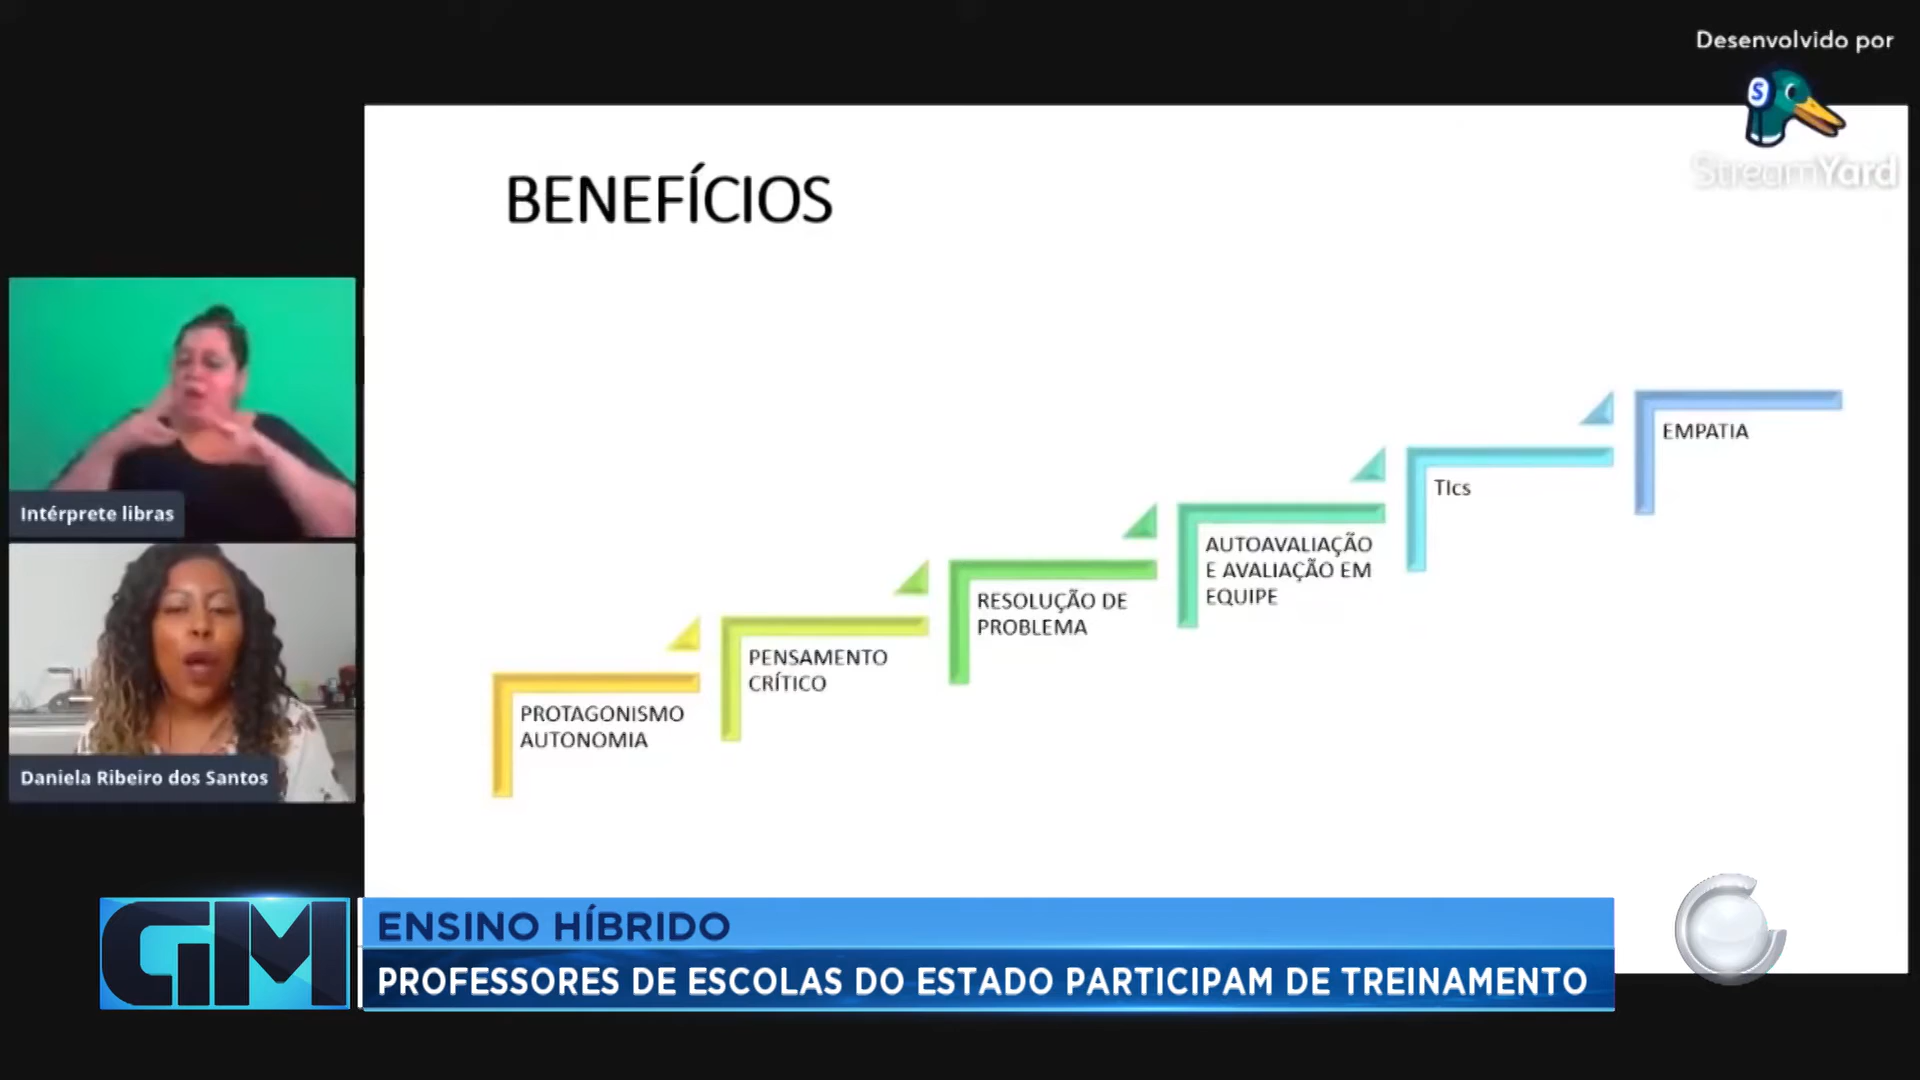 Desenvolvido por
StreamYard
BENEFÍCIOS
EMPATIA
TIcs
AUTOAVALIAÇÃO
E AVALIAÇÃO EM
EQUIPE
RESOLUÇÃO DE
PROBLEMA
PENSAMENTO
CRÍTICO
PROTAGONISMO
AUTONOMIA
Intérprete libras
Daniela Ribeiro dos Santos
GM
ENSINO HÍBRIDO
PROFESSORES DE ESCOLAS DO ESTADO PARTICIPAM DE TREINAMENTO